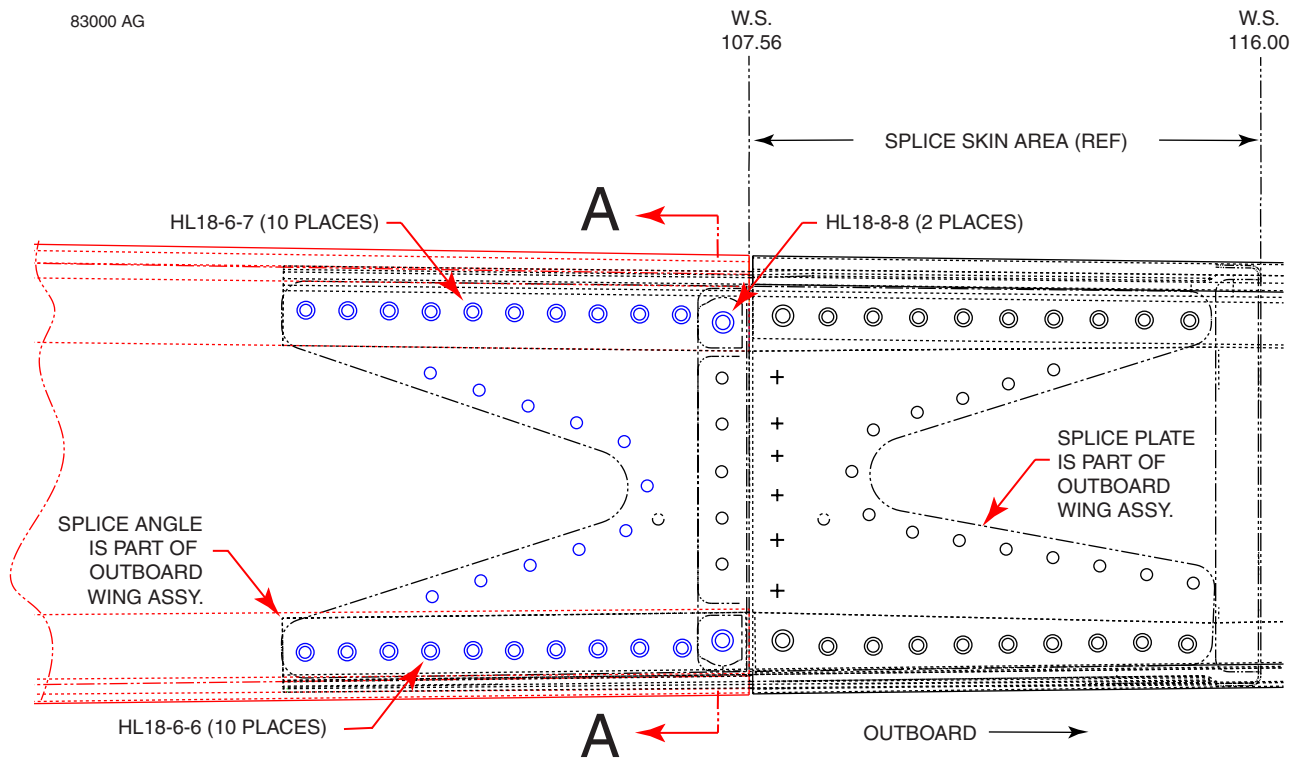 83000 AG
W.S.
107.56
W.S.
116.00
SPLICE SKIN AREA (REF)
HL18-6-7 (10 PLACES)
A
HL18-8-8 (2 PLACES)
SPLICE PLATE
IS PART OF
OUTBOARD
WING ASSY.
SPLICE ANGLE
IS PART OF
OUTBOARD
WING ASSY.
HL18-6-6 (10 PLACES)
A
OUTBOARD